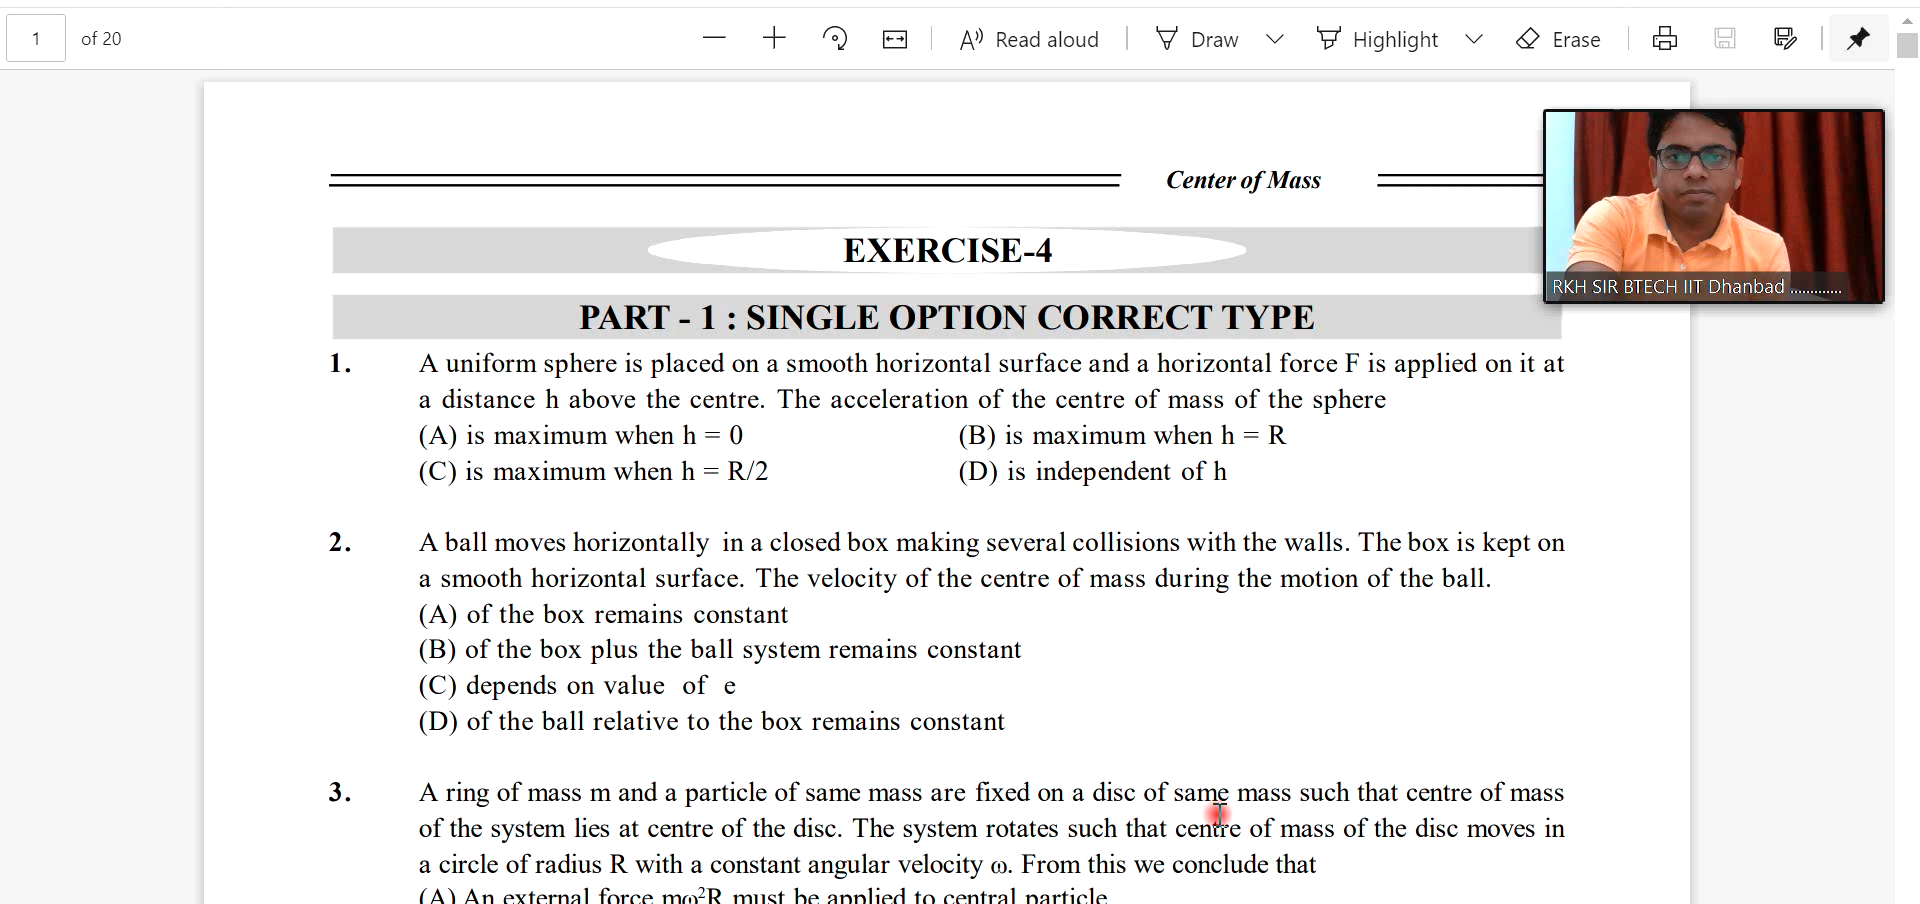 1 of 20 Read aloud Draw Highlight Erase
Center of Mass
EXERCISE-4
RKH SIR BTECH IIT Dhanbad .............
PART - 1 : SINGLE OPTION CORRECT TYPE
1. A uniform sphere is placed on a smooth horizontal surface and a horizontal force F is applied on it at
a distance h above the centre. The acceleration of the centre of mass of the sphere
(A) is maximum when h = 0 (B) is maximum when h = R
(C) is maximum when h = R/2 (D) is independent of h
2. A ball moves horizontally in a closed box making several collisions with the walls. The box is kept on
a smooth horizontal surface. The velocity of the centre of mass during the motion of the ball.
(A) of the box remains constant
(B) of the box plus the ball system remains constant
(C) depends on value of e
(D) of the ball relative to the box remains constant
3. A ring of mass m and a particle of same mass are fixed on a disc of same mass such that centre of mass
of the system lies at centre of the disc. The system rotates such that centre of mass of the disc moves in
a circle of radius R with a constant angular velocity ω. From this we conclude that
(A) An external force mω²R must be applied to central particle